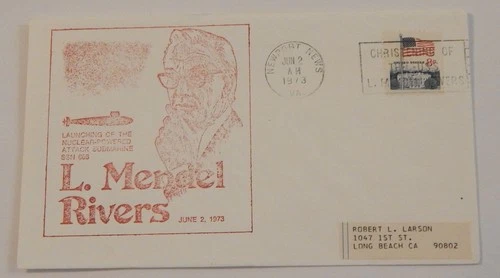 LAUNCHING OF THE
NUCLEAR-POWERED
ATTACK SUBMARINE
SSN 686
L. Mendel
Rivers
JUNE 2, 1973
NEWPORT NEWS
JUN 2
AM
1973
VA
CHRISTENING OF
L. M
RIVERS
8c
ROBERT L. LARSON
1047 1ST ST.
LONG BEACH CA 90802